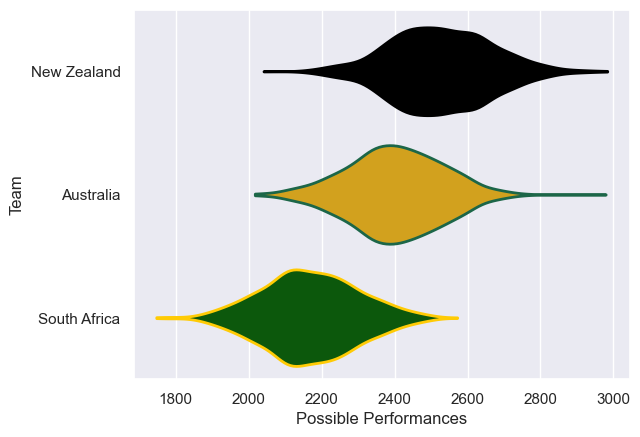 New Zealand
Australia
South Africa
Team
1800 2000 2200 2400 2600 2800 3000
Possible Performances